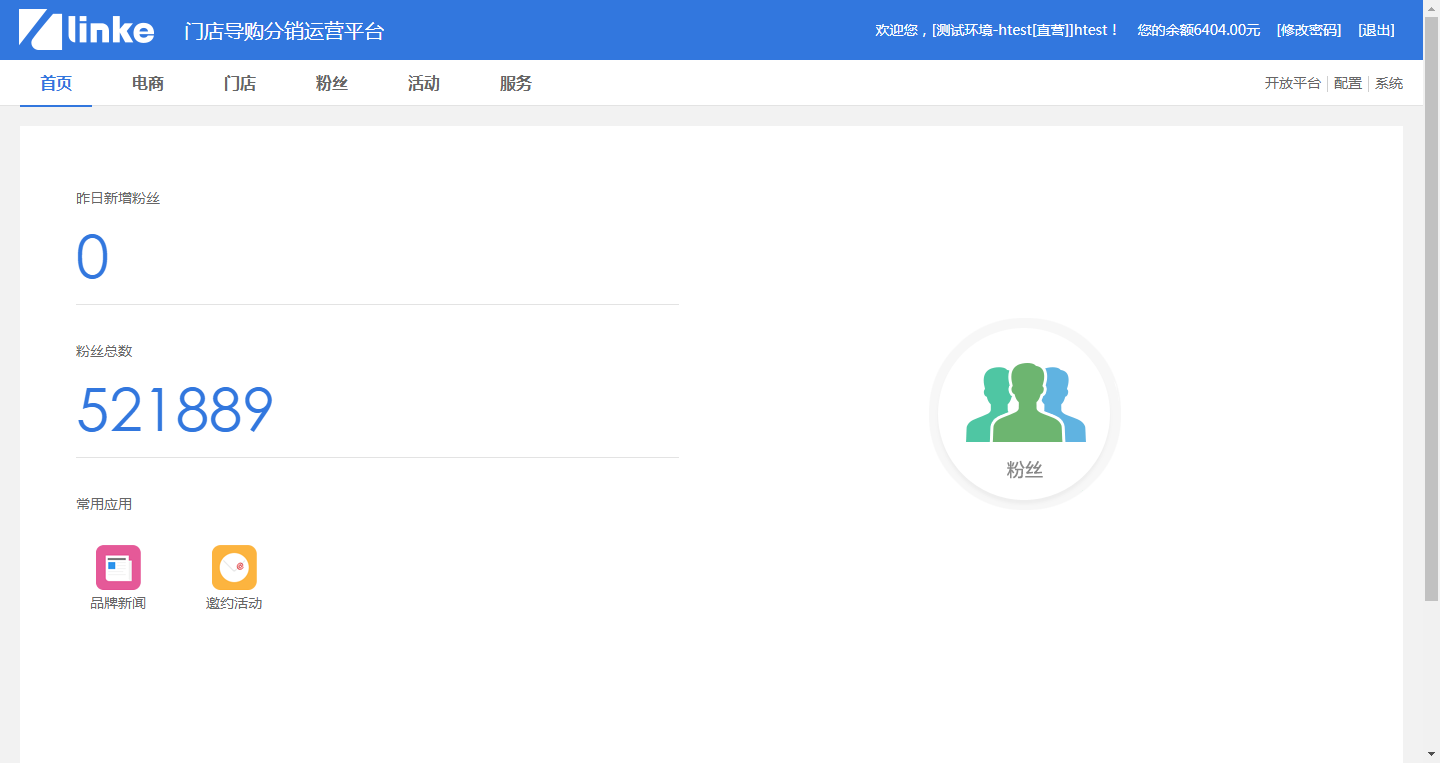 linke 门店导购分销运营平台 欢迎您，[测试环境-htest[直营]]htest！ 您的余额6404.00元 [修改密码] [退出]
首页 电商 门店 粉丝 活动 服务 开放平台 配置 系统
昨日新增粉丝
0
粉丝总数
521889
粉丝
常用应用
品牌新闻 邀约活动